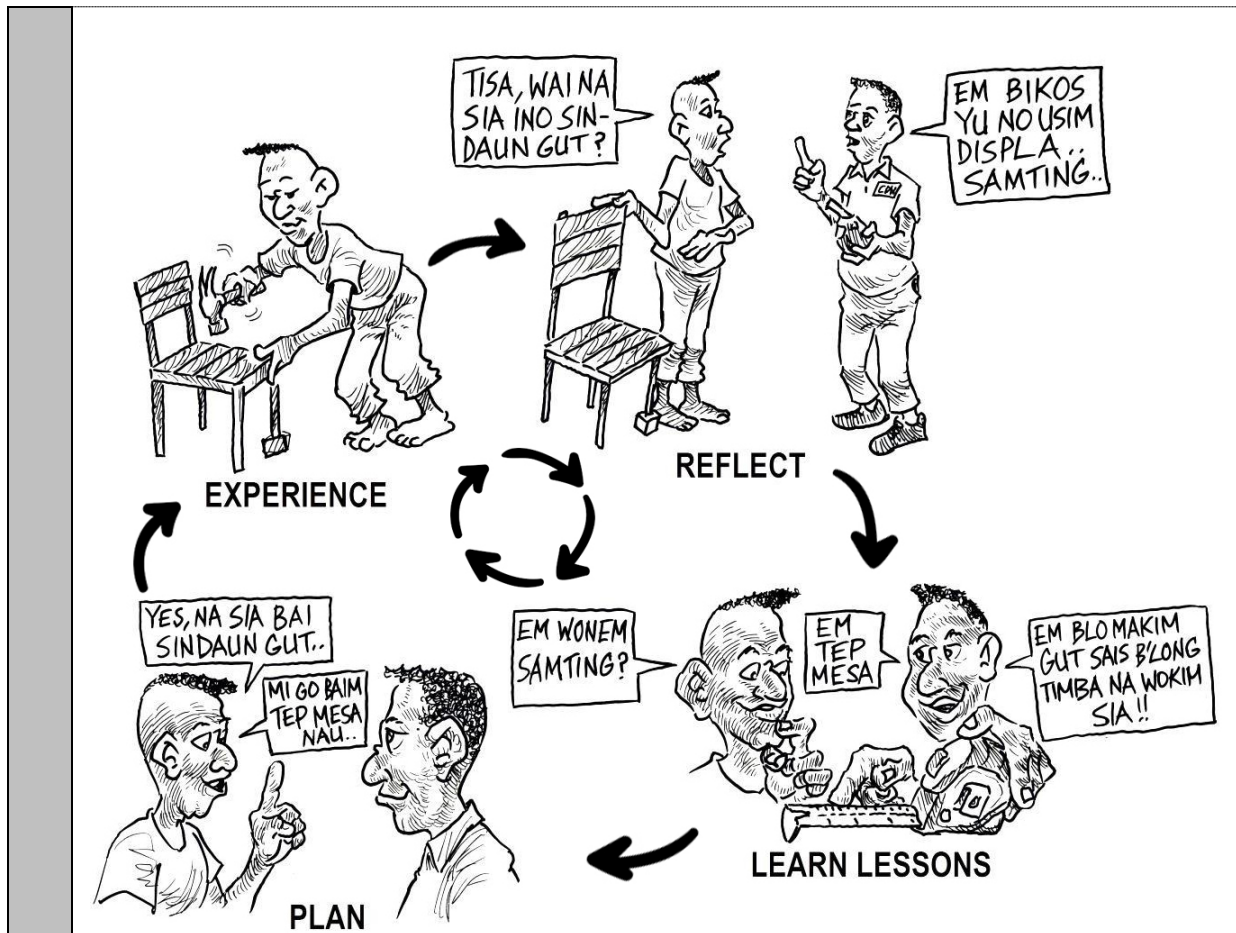 TISA, WAI NA
SIA INO SIN-
DAUN GUT?
EM BIKOS
YU NO USIM
DISPLA..
SAMTING..
CDW
EXPERIENCE
REFLECT
EM WONEM
SAMTING?
EM
TEP
MESA
EM BLO MAKIM
GUT SAIS B'LONG
TIMBA NA WOKIM
SIA!!
LEARN LESSONS
YES, NA SIA BAI
SINDAUN GUT..
MI GO BAIM
TEP MESA
NAU..
PLAN